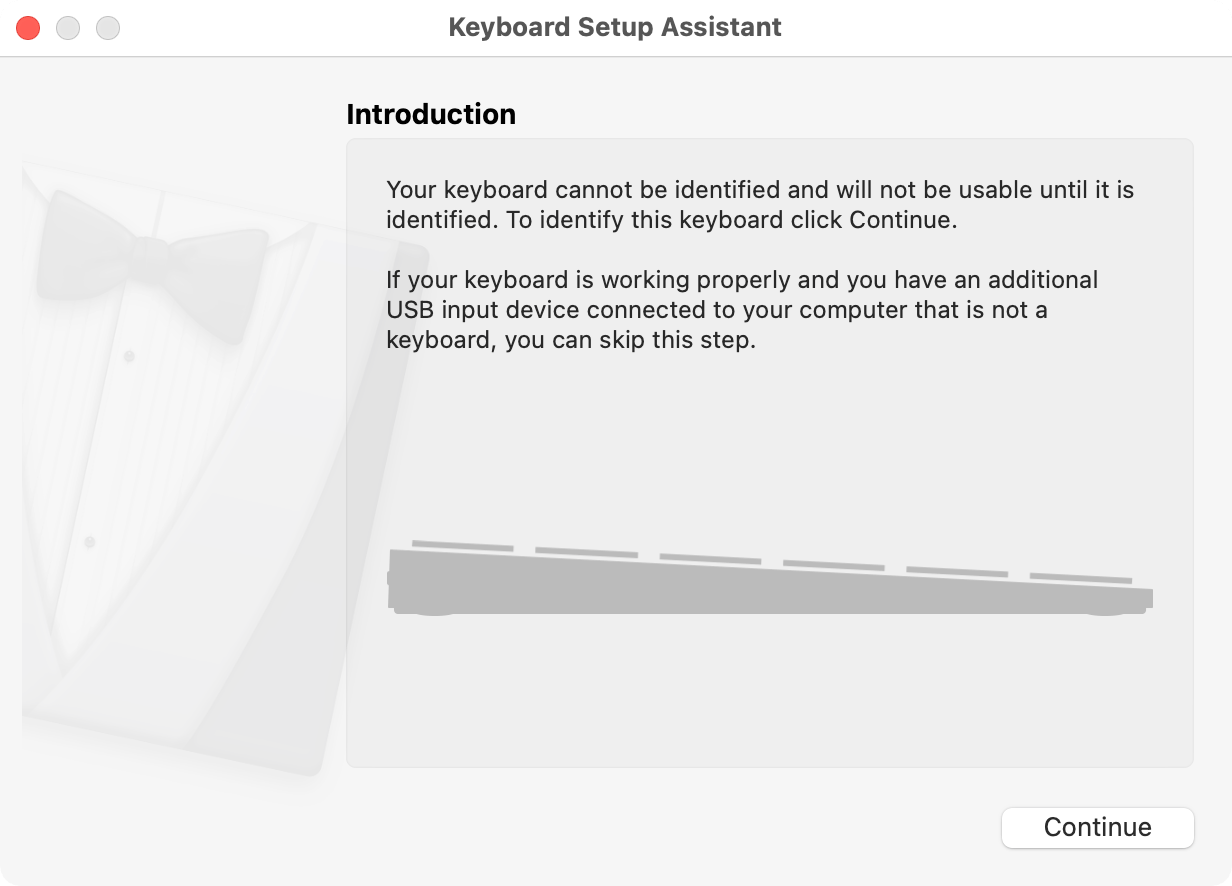 Keyboard Setup Assistant
Introduction
Your keyboard cannot be identified and will not be usable until it is
identified. To identify this keyboard click Continue.
If your keyboard is working properly and you have an additional
USB input device connected to your computer that is not a
keyboard, you can skip this step.
Continue